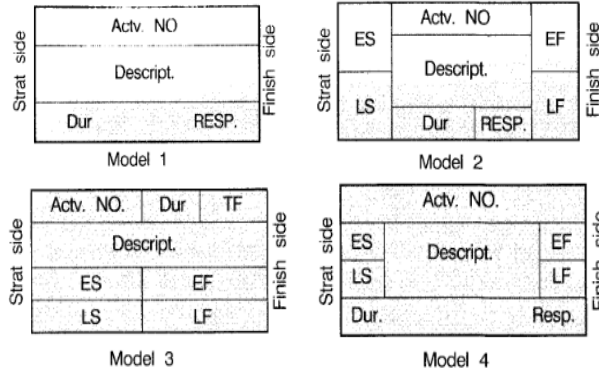 Strat side
Actv. NO
Descript.
Dur RESP.
Finish side
Model 1
Strat side
ES
LS
Actv. NO
Descript.
Dur RESP.
EF
LF
Finish side
Model 2
Strat side
Actv. NO. Dur TF
Descript.
ES EF
LS LF
Finish side
Model 3
Strat side
Actv. NO.
ES Descript. EF
LS LF
Dur. Resp.
Finish side
Model 4